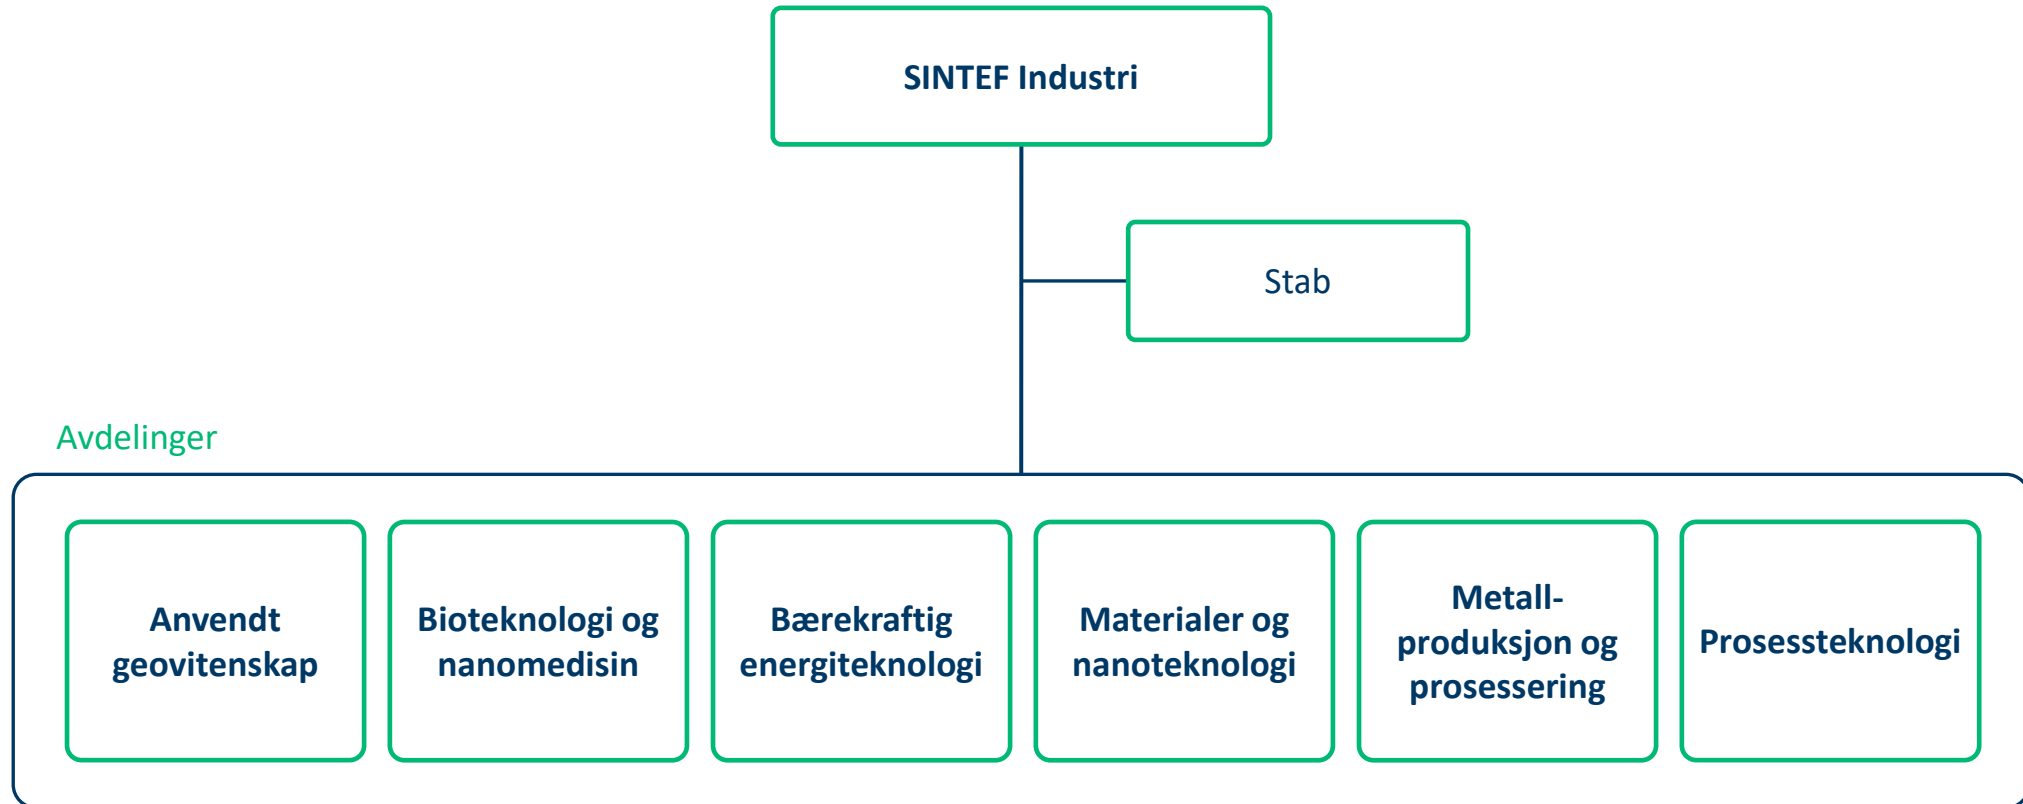 SINTEF Industri
Stab
Avdelinger
Anvendt
geovitenskap
Bioteknologi og
nanomedisin
Bærekraftig
energiteknologi
Materialer og
nanoteknologi
Metall-
produksjon og
prosessering
Prosessteknologi